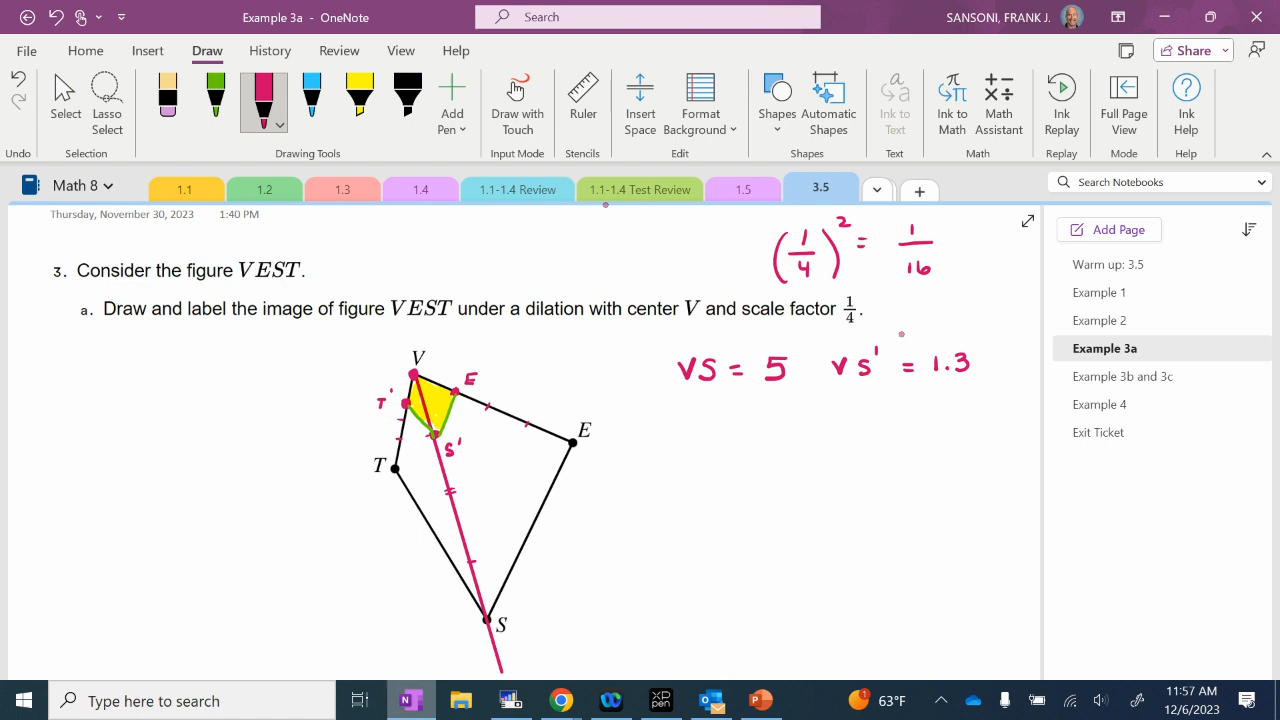 Example 3a - OneNote
Search
SANSONI, FRANK J.
File Home Insert Draw History Review View Help
Share
Select
Lasso Select
Add Pen
Draw with Touch
Ruler
Insert Space
Format Background
Shapes
Automatic Shapes
Ink to Text
Ink to Math
Math Assistant
Ink Replay
Full Page View
Ink Help
Undo Selection Drawing Tools Input Mode Stencils Edit Shapes Text Math Replay Mode Help
Math 8
1.1 1.2 1.3 1.4 1.1-1.4 Review 1.1-1.4 Test Review 1.5 3.5
Search Notebooks
Thursday, November 30, 2023 1:40 PM
Add Page
Warm up: 3.5
Example 1
Example 2
Example 3a
Example 3b and 3c
Example 4
Exit Ticket
(1/4)² = 1/16
3. Consider the figure VEST.
a. Draw and label the image of figure VEST under a dilation with center V and scale factor 1/4.
VS = 5 VS' = 1.3
V
E
T'
E
S'
T
S
Type here to search
63°F
11:57 AM
12/6/2023